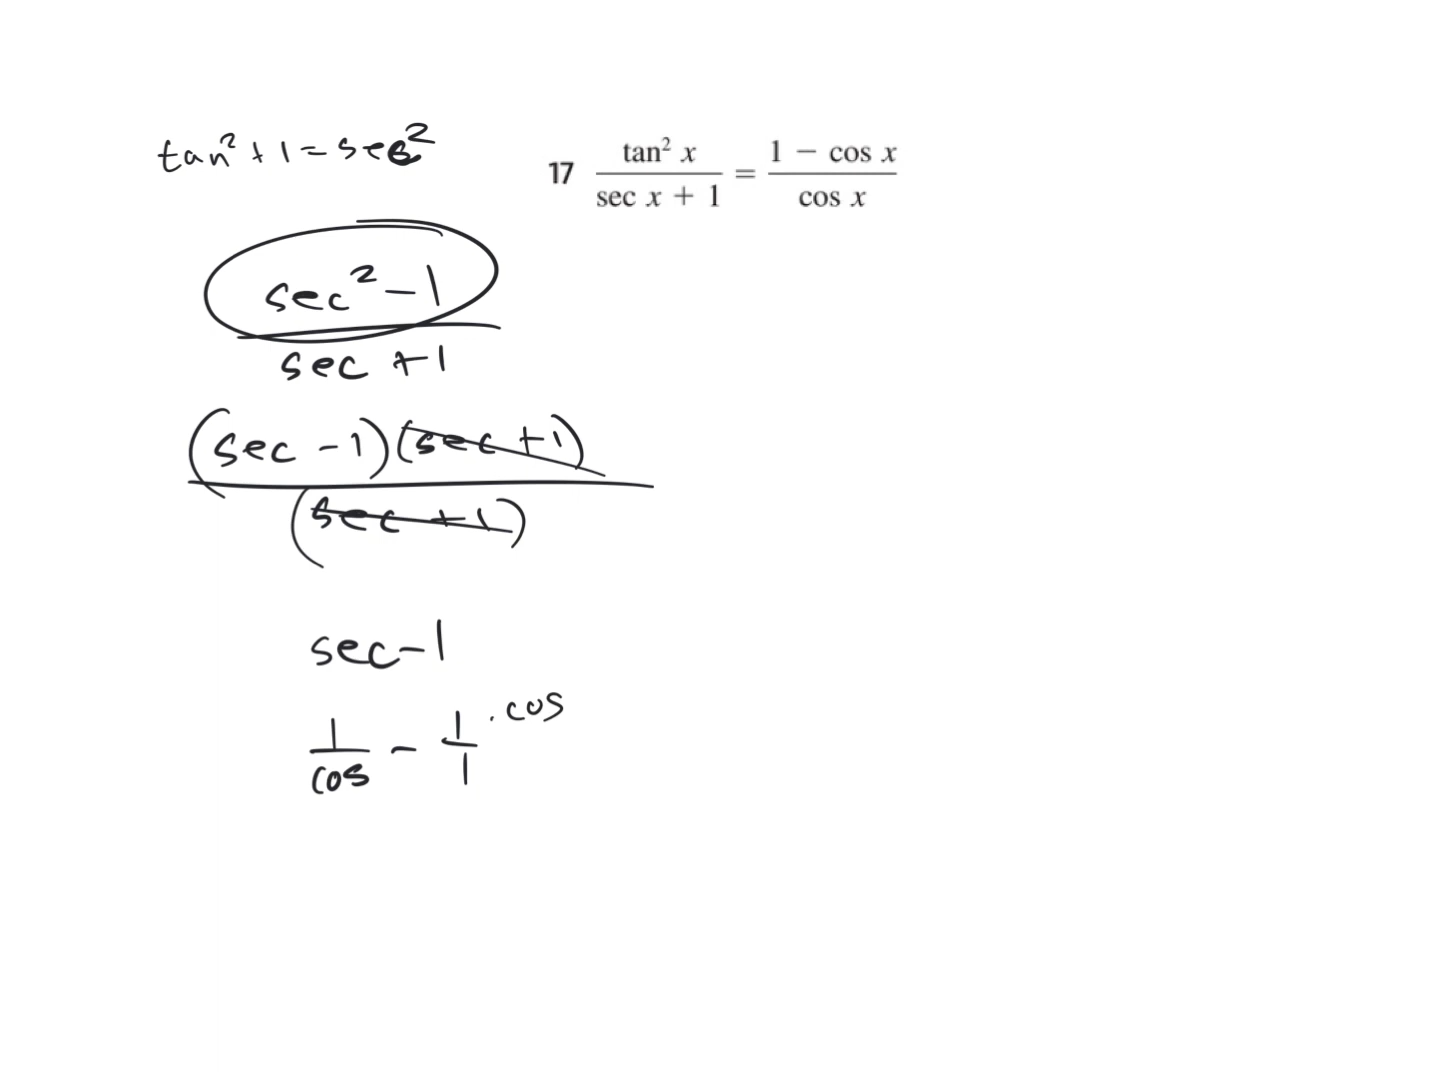 tan² + 1 = sec²
17 tan² x / sec x + 1 = 1 − cos x / cos x
sec² − 1
sec + 1
(sec − 1)(sec + 1)
(sec + 1)
sec − 1
1/cos − 1/1 · cos